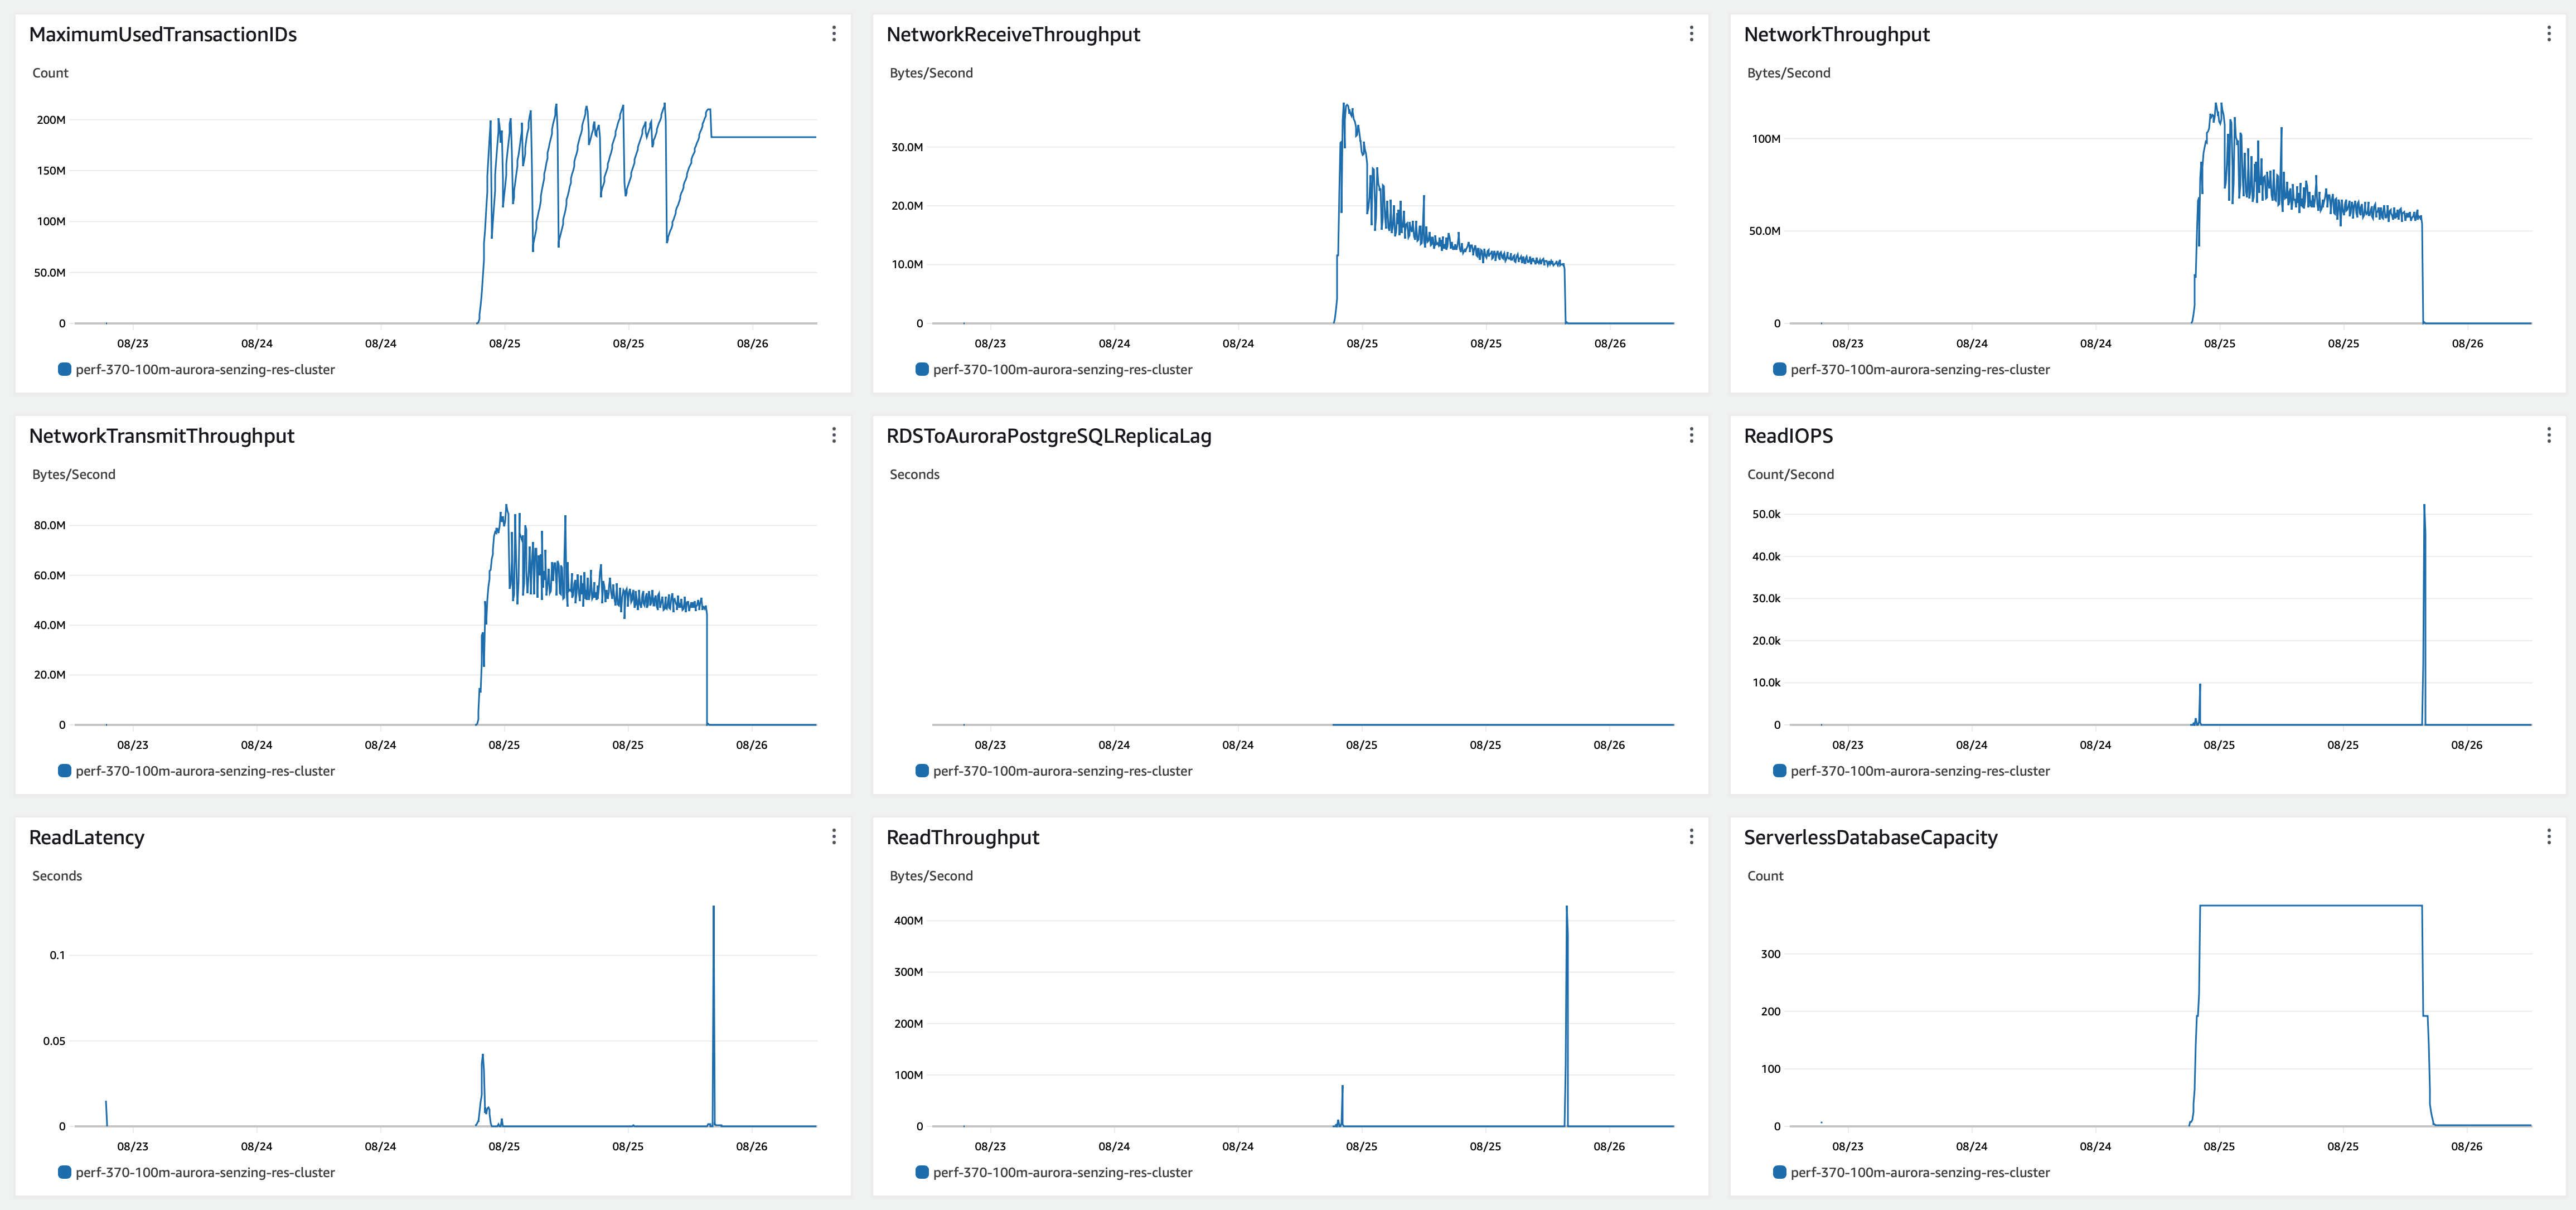 MaximumUsedTransactionIDs
Count
200M
150M
100M
50.0M
0
08/23 08/24 08/24 08/25 08/25 08/26
perf-370-100m-aurora-senzing-res-cluster
NetworkReceiveThroughput
Bytes/Second
30.0M
20.0M
10.0M
0
08/23 08/24 08/24 08/25 08/25 08/26
perf-370-100m-aurora-senzing-res-cluster
NetworkThroughput
Bytes/Second
100M
50.0M
0
08/23 08/24 08/24 08/25 08/25 08/26
perf-370-100m-aurora-senzing-res-cluster
NetworkTransmitThroughput
Bytes/Second
80.0M
60.0M
40.0M
20.0M
0
08/23 08/24 08/24 08/25 08/25 08/26
perf-370-100m-aurora-senzing-res-cluster
RDSToAuroraPostgreSQLReplicaLag
Seconds
08/23 08/24 08/24 08/25 08/25 08/26
perf-370-100m-aurora-senzing-res-cluster
ReadIOPS
Count/Second
50.0k
40.0k
30.0k
20.0k
10.0k
0
08/23 08/24 08/24 08/25 08/25 08/26
perf-370-100m-aurora-senzing-res-cluster
ReadLatency
Seconds
0.1
0.05
0
08/23 08/24 08/24 08/25 08/25 08/26
perf-370-100m-aurora-senzing-res-cluster
ReadThroughput
Bytes/Second
400M
300M
200M
100M
0
08/23 08/24 08/24 08/25 08/25 08/26
perf-370-100m-aurora-senzing-res-cluster
ServerlessDatabaseCapacity
Count
300
200
100
0
08/23 08/24 08/24 08/25 08/25 08/26
perf-370-100m-aurora-senzing-res-cluster